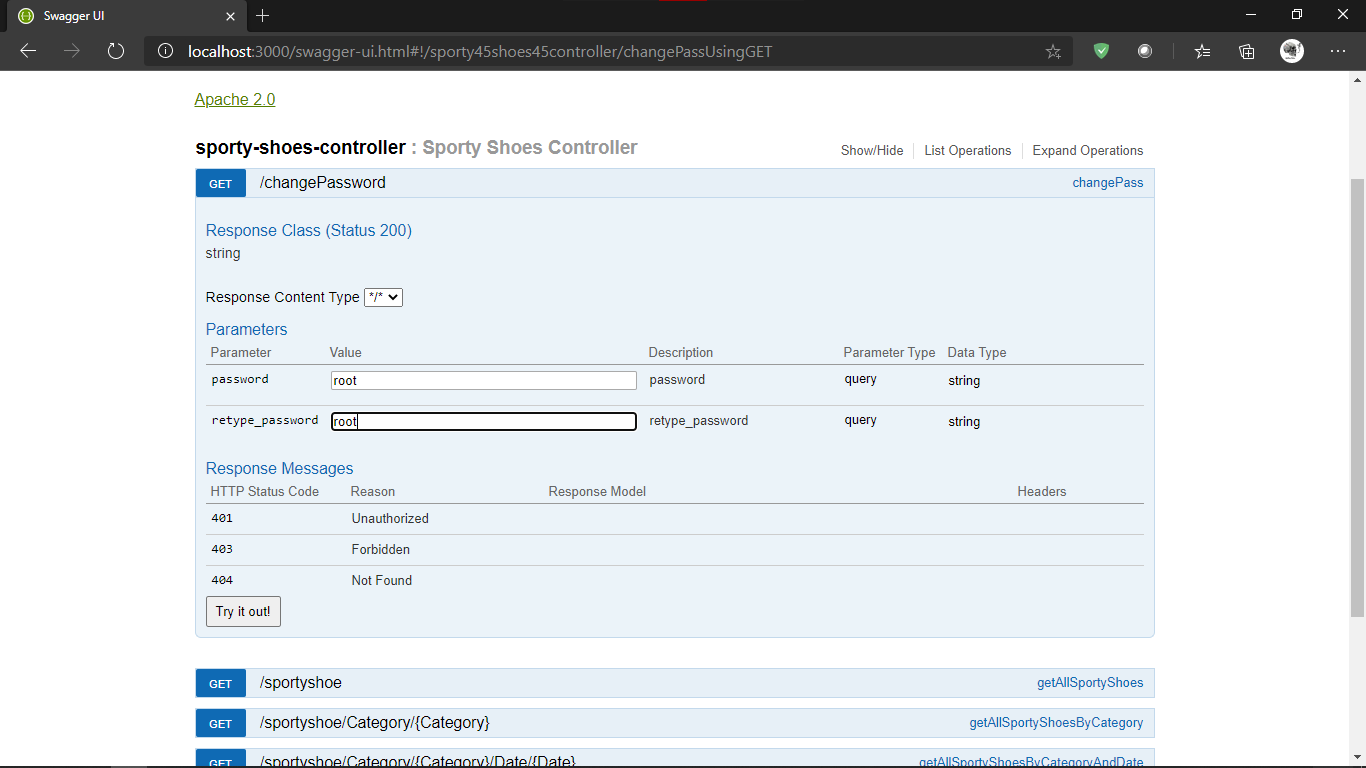 Swagger UI
localhost:3000/swagger-ui.html#!/sporty45shoes45controller/changePassUsingGET
Apache 2.0
sporty-shoes-controller : Sporty Shoes Controller
Show/Hide List Operations Expand Operations
GET /changePassword changePass
Response Class (Status 200)
string
Response Content Type */*
Parameters
Parameter Value Description Parameter Type Data Type
password root password query string
retype_password root retype_password query string
Response Messages
HTTP Status Code Reason Response Model Headers
401 Unauthorized
403 Forbidden
404 Not Found
Try it out!
GET /sportyshoe getAllSportyShoes
GET /sportyshoe/Category/{Category} getAllSportyShoesByCategory
GET /sportyshoe/Category/{Category}/Date/{Date} getAllSportyShoesByCategoryAndDate